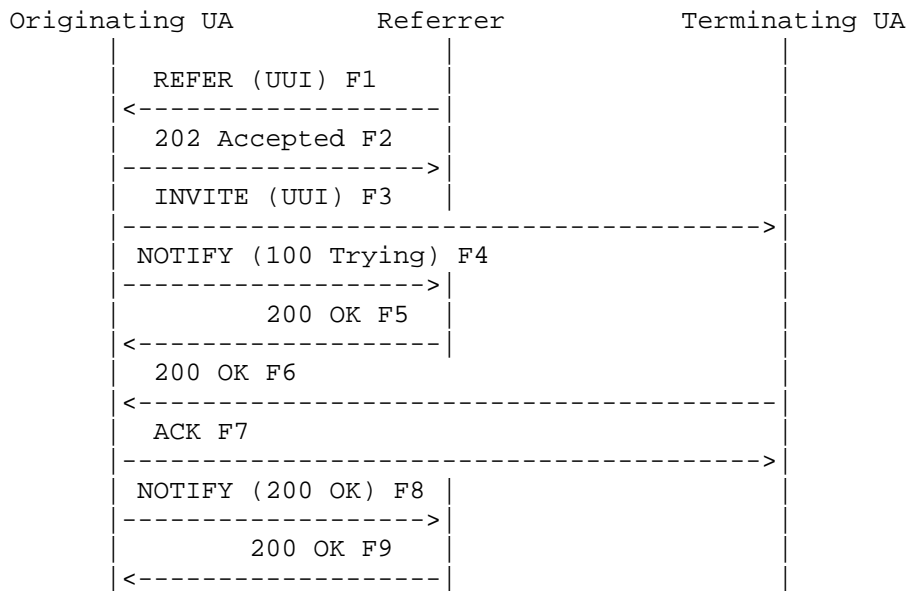 Originating UA Referrer Terminating UA
REFER (UUI) F1
202 Accepted F2
INVITE (UUI) F3
NOTIFY (100 Trying) F4
200 OK F5
200 OK F6
ACK F7
NOTIFY (200 OK) F8
200 OK F9